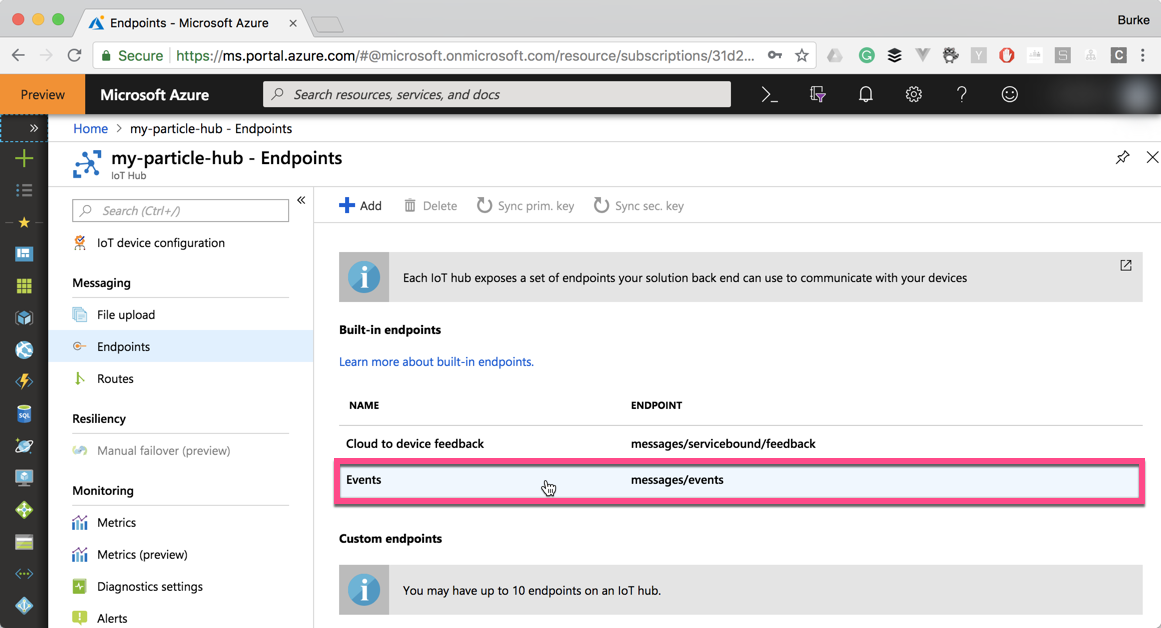 Endpoints - Microsoft Azure
Burke
Secure https://ms.portal.azure.com/#@microsoft.onmicrosoft.com/resource/subscriptions/31d2...
Preview
Microsoft Azure
Search resources, services, and docs
Home > my-particle-hub - Endpoints
my-particle-hub - Endpoints
IoT Hub
Search (Ctrl+/)
IoT device configuration
Messaging
File upload
Endpoints
Routes
Resiliency
Manual failover (preview)
Monitoring
Metrics
Metrics (preview)
Diagnostics settings
Alerts
Add Delete Sync prim. key Sync sec. key
Each IoT hub exposes a set of endpoints your solution back end can use to communicate with your devices
Built-in endpoints
Learn more about built-in endpoints.
NAME ENDPOINT
Cloud to device feedback messages/servicebound/feedback
Events messages/events
Custom endpoints
You may have up to 10 endpoints on an IoT hub.
SQL